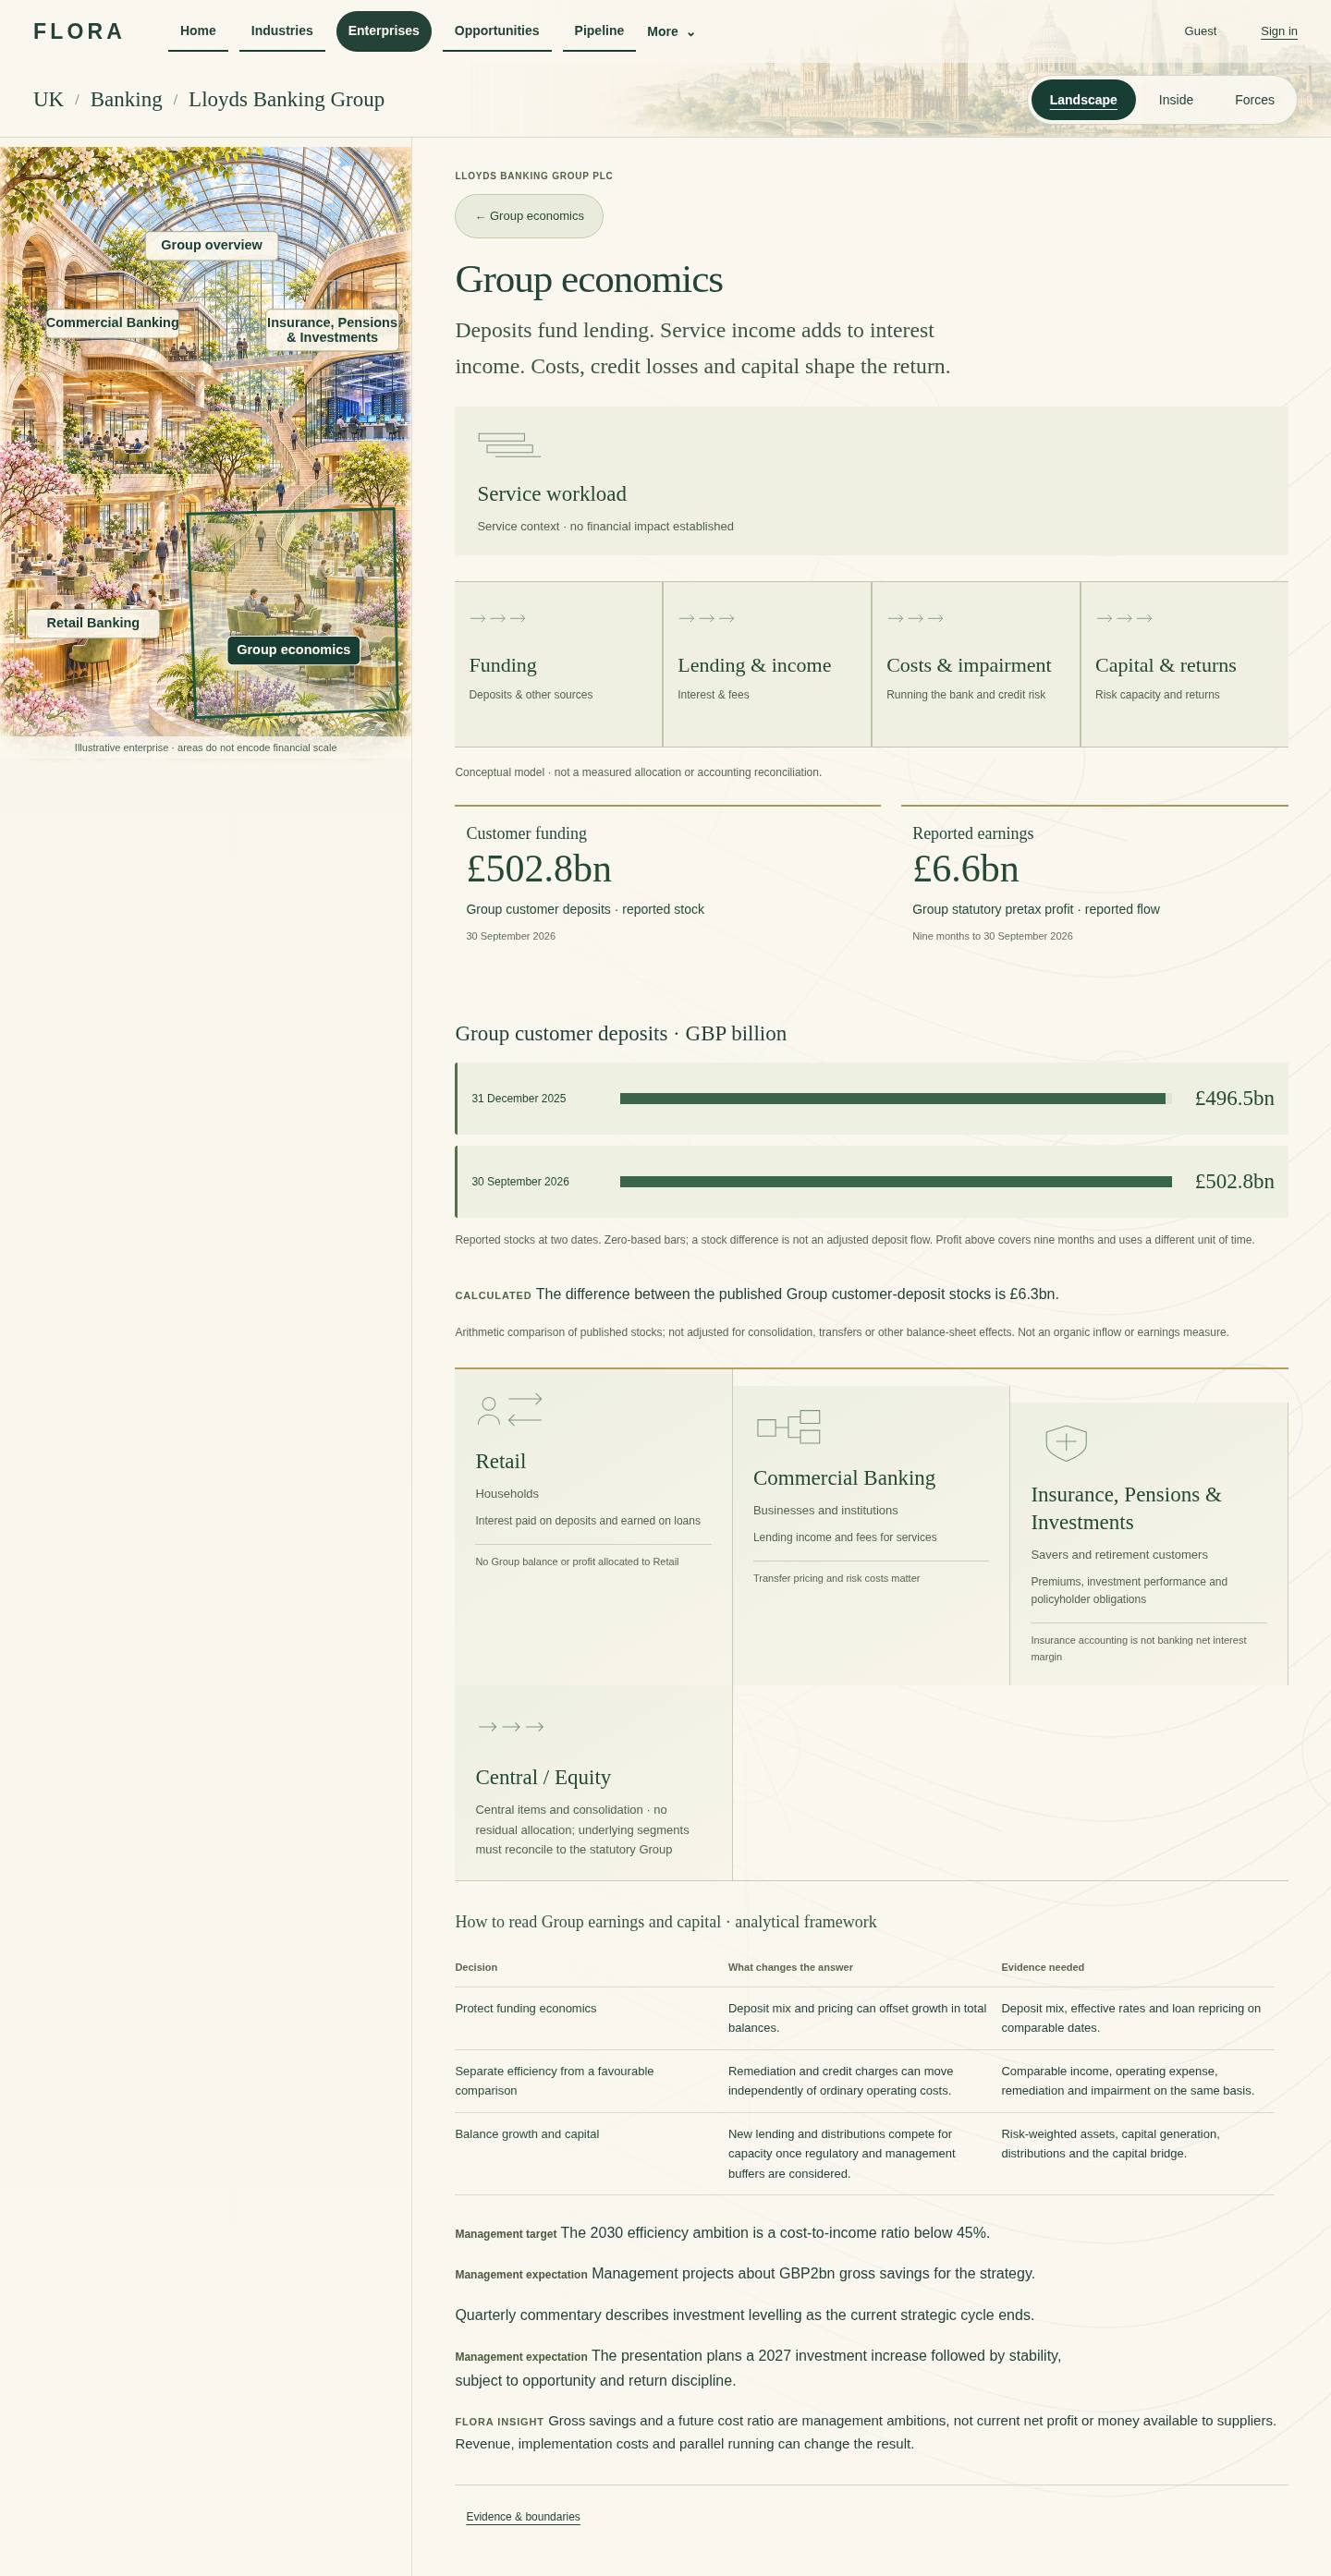 FLORA
Home
Industries
Enterprises
Opportunities
Pipeline
More
Guest
Sign in
UK / Banking / Lloyds Banking Group
Landscape
Inside
Forces
Group overview
Commercial Banking
Insurance, Pensions
& Investments
Retail Banking
Group economics
Illustrative enterprise · areas do not encode financial scale
LLOYDS BANKING GROUP PLC
← Group economics
Group economics
Deposits fund lending. Service income adds to interest
income. Costs, credit losses and capital shape the return.
Service workload
Service context · no financial impact established
Funding
Deposits & other sources
Lending & income
Interest & fees
Costs & impairment
Running the bank and credit risk
Capital & returns
Risk capacity and returns
Conceptual model · not a measured allocation or accounting reconciliation.
Customer funding
£502.8bn
Group customer deposits · reported stock
30 September 2026
Reported earnings
£6.6bn
Group statutory pretax profit · reported flow
Nine months to 30 September 2026
Group customer deposits · GBP billion
31 December 2025
£496.5bn
30 September 2026
£502.8bn
Reported stocks at two dates. Zero-based bars; a stock difference is not an adjusted deposit flow. Profit above covers nine months and uses a different unit of time.
CALCULATED The difference between the published Group customer-deposit stocks is £6.3bn.
Arithmetic comparison of published stocks; not adjusted for consolidation, transfers or other balance-sheet effects. Not an organic inflow or earnings measure.
Retail
Households
Interest paid on deposits and earned on loans
No Group balance or profit allocated to Retail
Commercial Banking
Businesses and institutions
Lending income and fees for services
Transfer pricing and risk costs matter
Insurance, Pensions &
Investments
Savers and retirement customers
Premiums, investment performance and
policyholder obligations
Insurance accounting is not banking net interest
margin
Central / Equity
Central items and consolidation · no
residual allocation; underlying segments
must reconcile to the statutory Group
How to read Group earnings and capital · analytical framework
Decision
What changes the answer
Evidence needed
Protect funding economics
Deposit mix and pricing can offset growth in total
balances.
Deposit mix, effective rates and loan repricing on
comparable dates.
Separate efficiency from a favourable
comparison
Remediation and credit charges can move
independently of ordinary operating costs.
Comparable income, operating expense,
remediation and impairment on the same basis.
Balance growth and capital
New lending and distributions compete for
capacity once regulatory and management
buffers are considered.
Risk-weighted assets, capital generation,
distributions and the capital bridge.
Management target The 2030 efficiency ambition is a cost-to-income ratio below 45%.
Management expectation Management projects about GBP2bn gross savings for the strategy.
Quarterly commentary describes investment levelling as the current strategic cycle ends.
Management expectation The presentation plans a 2027 investment increase followed by stability,
subject to opportunity and return discipline.
FLORA INSIGHT Gross savings and a future cost ratio are management ambitions, not current net profit or money available to suppliers.
Revenue, implementation costs and parallel running can change the result.
Evidence & boundaries